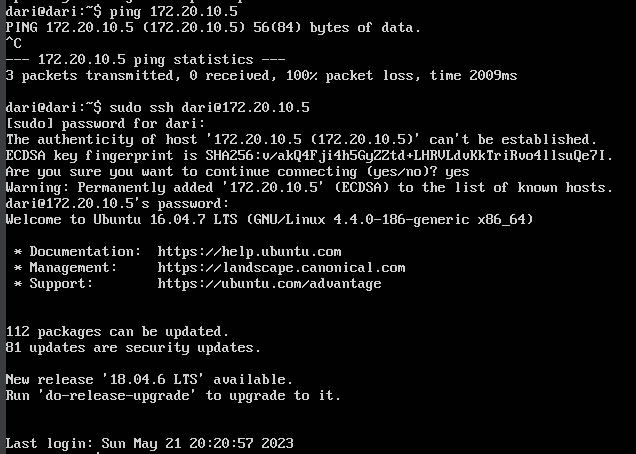 dari@dari:~$ ping 172.20.10.5
PING 172.20.10.5 (172.20.10.5) 56(84) bytes of data.
^C
--- 172.20.10.5 ping statistics ---
3 packets transmitted, 0 received, 100% packet loss, time 2009ms
dari@dari:~$ sudo ssh dari@172.20.10.5
[sudo] password for dari:
The authenticity of host '172.20.10.5 (172.20.10.5)' can't be established.
ECDSA key fingerprint is SHA256:v/akQ4Fji4h5GyZZtd+LHRVLdvKkTriRvo4llsuQe7I.
Are you sure you want to continue connecting (yes/no)? yes
Warning: Permanently added '172.20.10.5' (ECDSA) to the list of known hosts.
dari@172.20.10.5's password:
Welcome to Ubuntu 16.04.7 LTS (GNU/Linux 4.4.0-186-generic x86_64)
* Documentation:  https://help.ubuntu.com
* Management:     https://landscape.canonical.com
* Support:        https://ubuntu.com/advantage
112 packages can be updated.
81 updates are security updates.
New release '18.04.6 LTS' available.
Run 'do-release-upgrade' to upgrade to it.
Last login: Sun May 21 20:20:57 2023